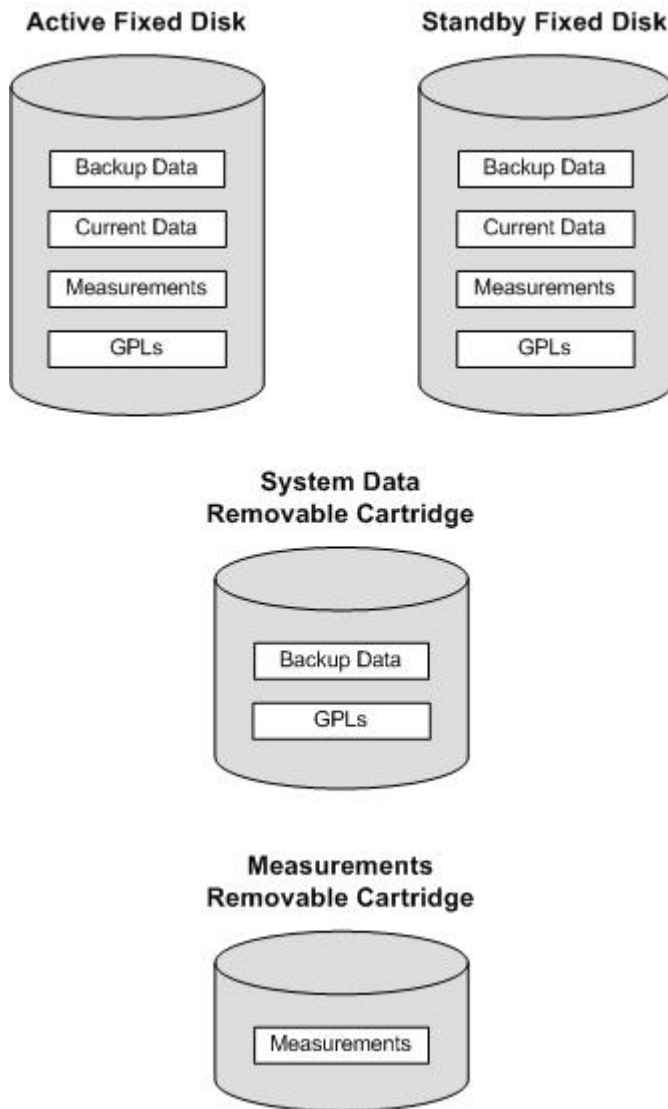 Active Fixed Disk
Standby Fixed Disk
Backup Data
Current Data
Measurements
GPLs
Backup Data
Current Data
Measurements
GPLs
System Data
Removable Cartridge
Backup Data
GPLs
Measurements
Removable Cartridge
Measurements